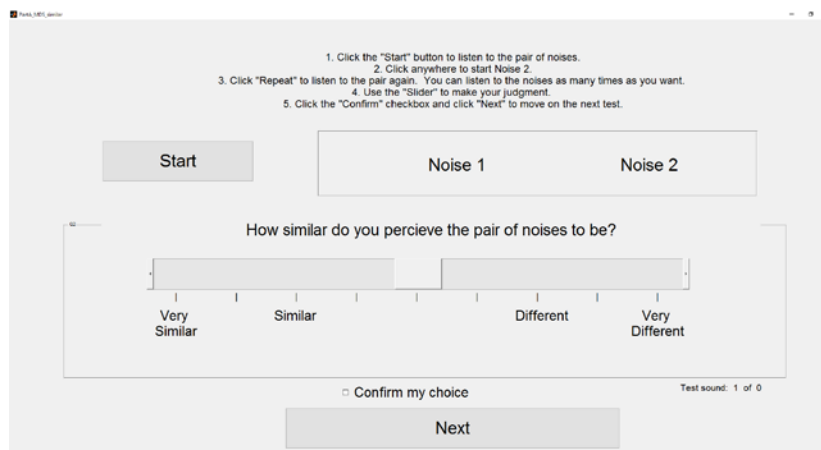 1. Click the "Start" button to listen to the pair of noises.
2. Click anywhere to start Noise 2.
3. Click "Repeat" to listen to the pair again.  You can listen to the noises as many times as you want.
4. Use the "Slider" to make your judgment.
5. Click the "Confirm" checkbox and click "Next" to move on the next test.
Start
Noise 1 Noise 2
How similar do you percieve the pair of noises to be?
Very Similar Different Very
Similar Different
Confirm my choice
Test sound: 1 of 0
Next